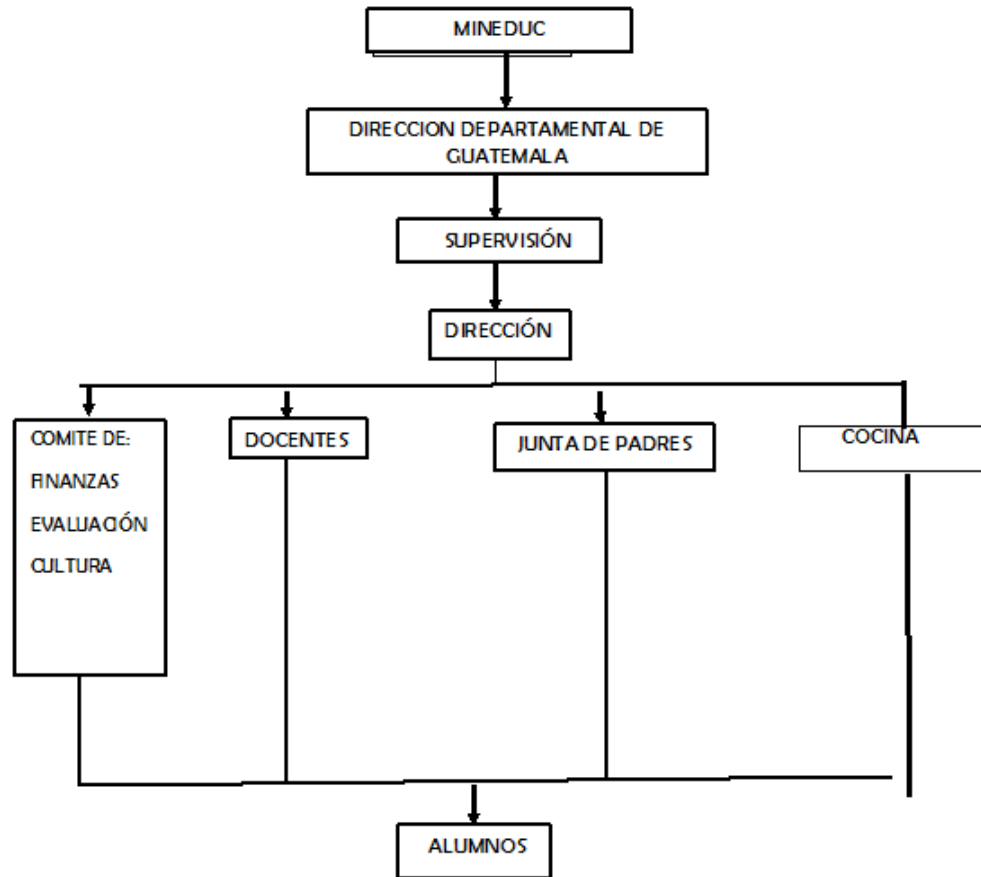 MINEDUC
DIRECCION DEPARTAMENTAL DE
GUATEMALA
SUPERVISIÓN
DIRECCIÓN
COMITE DE:
FINANZAS
EVALUACIÓN
CULTURA
DOCENTES
JUNTA DE PADRES
COCINA
ALUMNOS